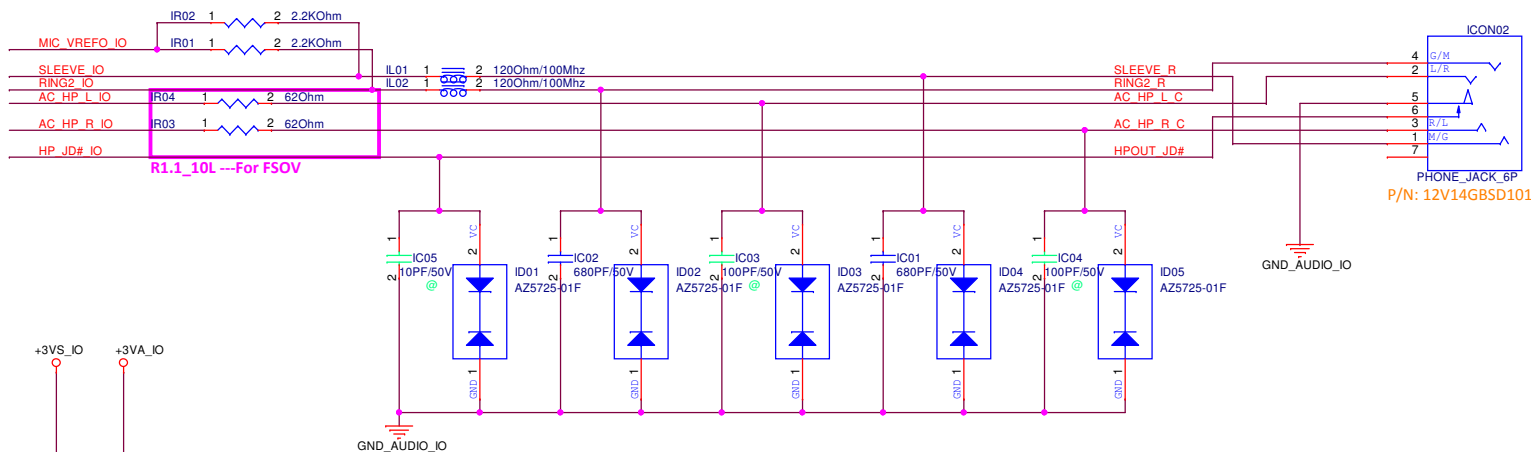 IR02 1 2 2.2KOhm
MIC_VREFO_IO IR01 1 2 2.2KOhm
SLEEVE_IO IL01 1 2 120Ohm/100Mhz SLEEVE_R
RING2_IO IL02 1 2 120Ohm/100Mhz RING2_R
AC_HP_L_IO IR04 1 2 62Ohm AC_HP_L_C
AC_HP_R_IO IR03 1 2 62Ohm AC_HP_R_C
HP_JD#_IO HPOUT_JD#
R1.1_10L ---For FSOV
ICON02
4 G/M
2 L/R
5
6
3 R/L
1 M/G
7
PHONE_JACK_6P
P/N: 12V14GBSD101
GND_AUDIO_IO
1 2 IC05
10PF/50V
@
VC 2 ID01
AZ5725-01F
GND 1
1 2 IC02
680PF/50V
VC 2 ID02
AZ5725-01F
GND 1
1 2 IC03
100PF/50V
@
VC 2 ID03
AZ5725-01F
GND 1
1 2 IC01
680PF/50V
VC 2 ID04
AZ5725-01F
GND 1
1 2 IC04
100PF/50V
@
VC 2 ID05
AZ5725-01F
GND 1
+3VS_IO +3VA_IO
GND_AUDIO_IO